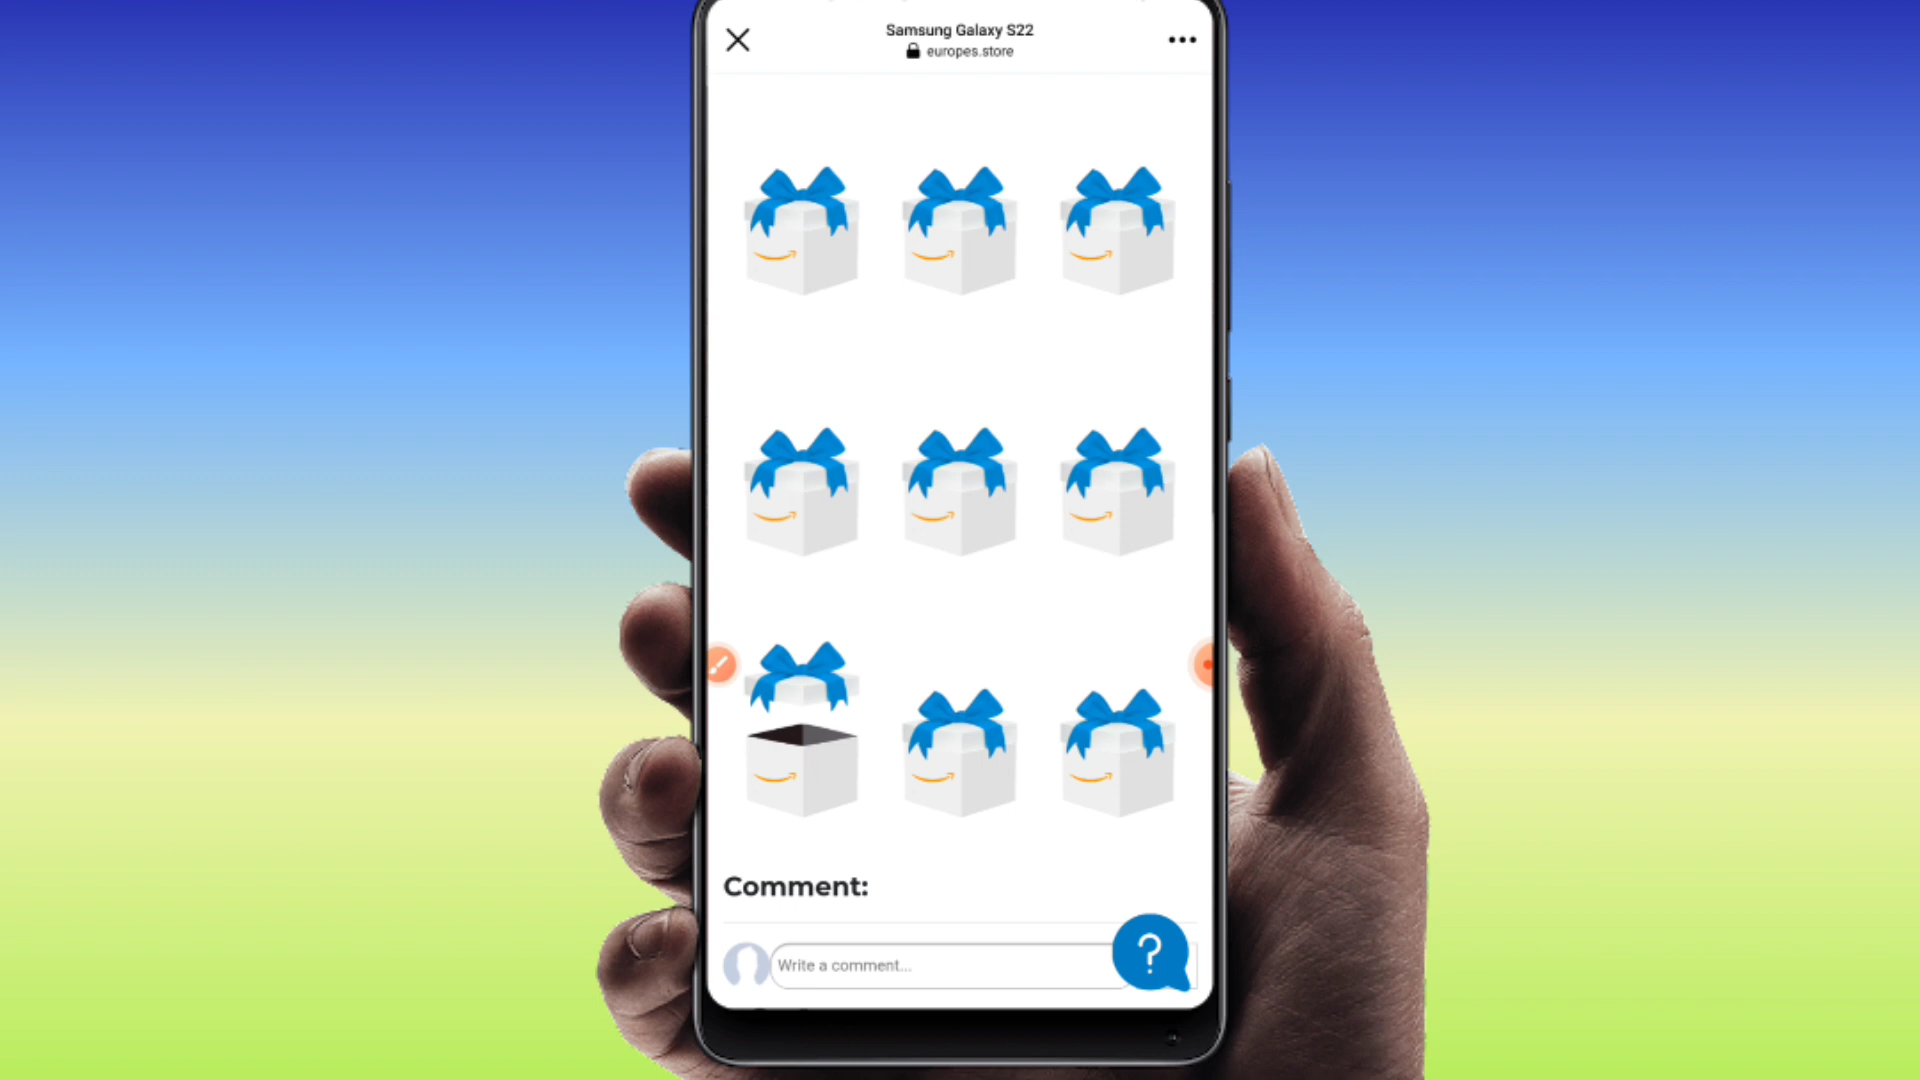 Samsung Galaxy S22
europes.store
Comment:
Write a comment...
?